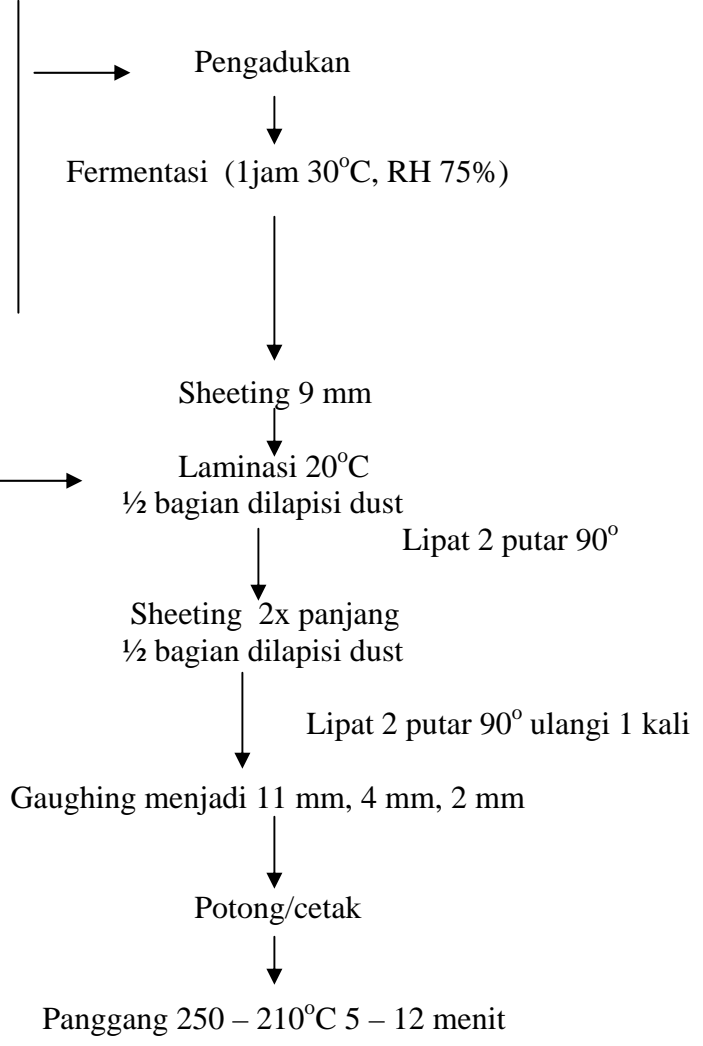 Pengadukan
Fermentasi (1jam 30°C, RH 75%)
Sheeting 9 mm
Laminasi 20°C
½ bagian dilapisi dust
Lipat 2 putar 90°
Sheeting 2x panjang
½ bagian dilapisi dust
Lipat 2 putar 90° ulangi 1 kali
Gaughing menjadi 11 mm, 4 mm, 2 mm
Potong/cetak
Panggang 250 – 210°C 5 – 12 menit